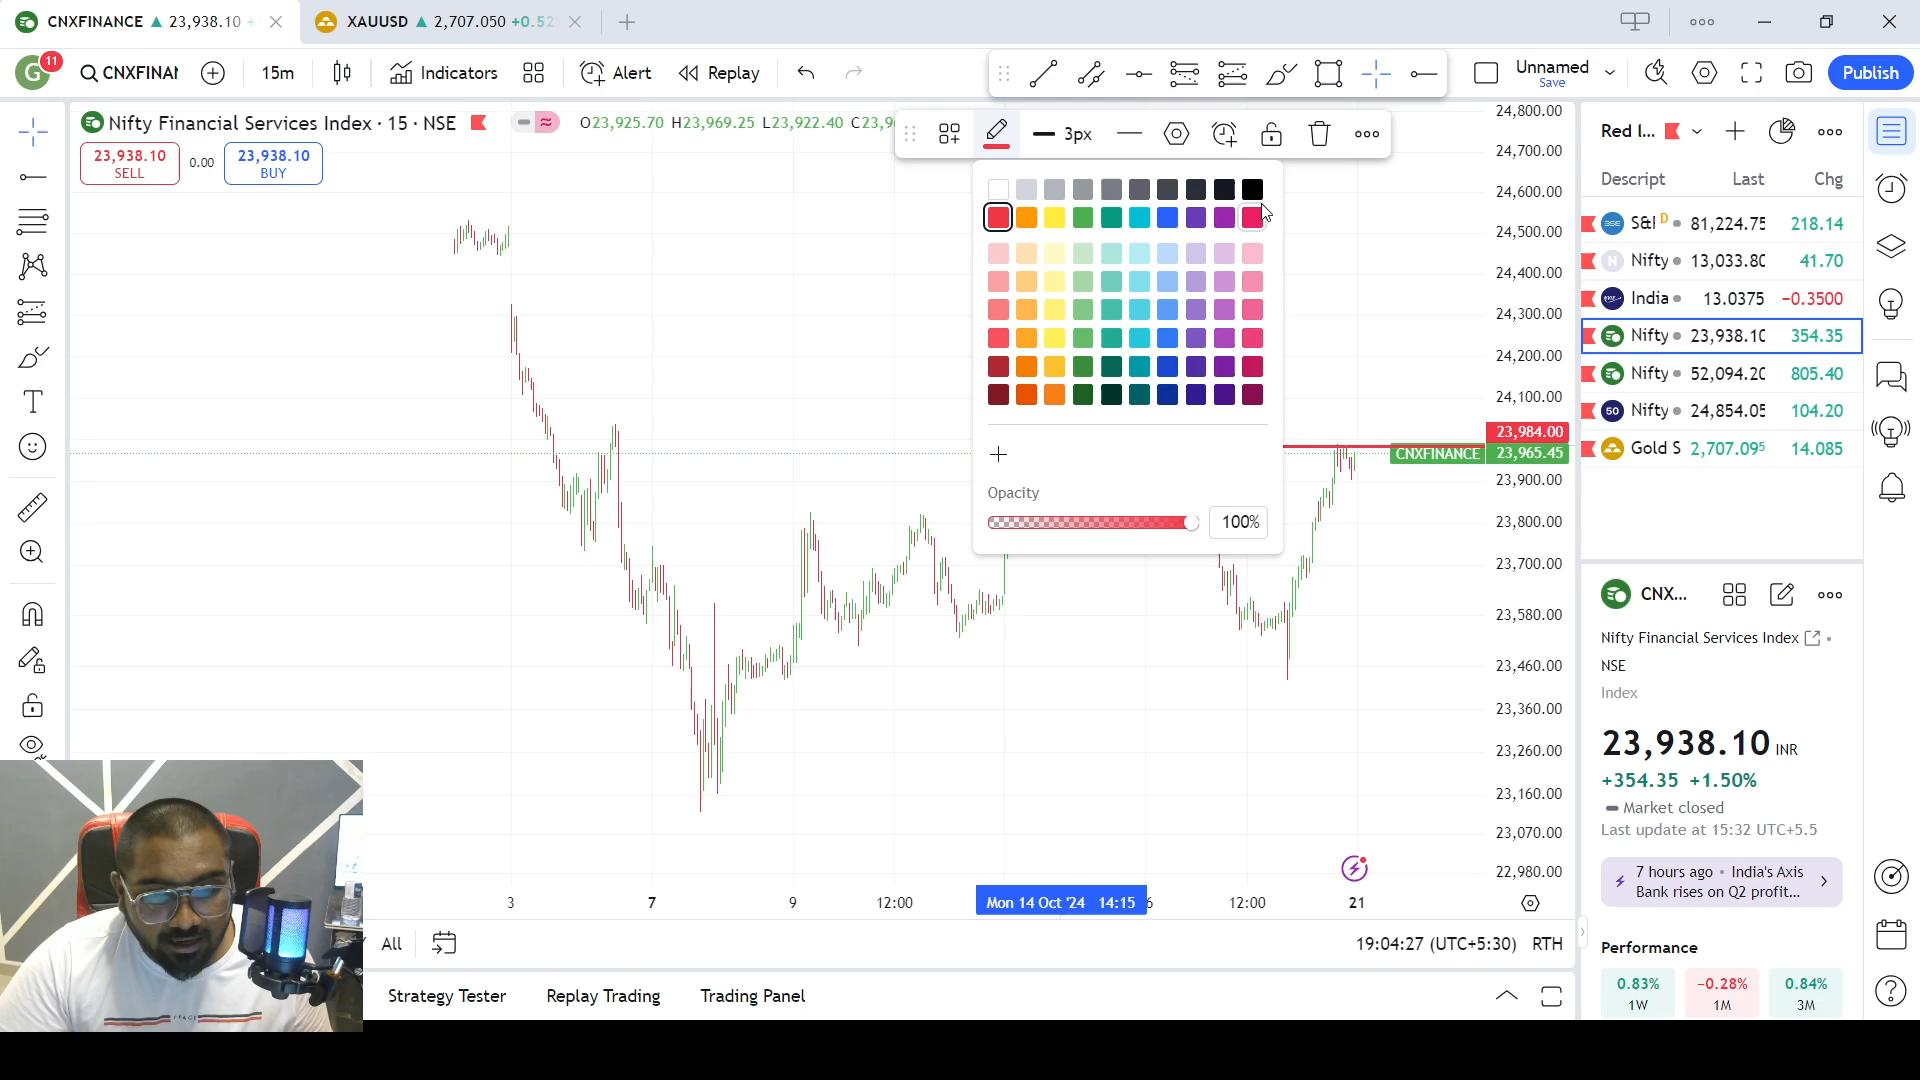 CNXFINANCE ▲ 23,938.10 +
XAUUSD ▲ 2,707.050 +0.52
G
11
CNXFINAN
15m
Indicators
Alert
Replay
Unnamed
Save
Publish
Nifty Financial Services Index · 15 · NSE
O23,925.70 H23,969.25 L23,922.40 C23,9
3px
23,938.10
SELL
0.00
23,938.10
BUY
Opacity
100%
24,800.00
24,700.00
24,600.00
24,500.00
24,400.00
24,300.00
24,200.00
24,100.00
23,984.00
CNXFINANCE 23,965.45
23,900.00
23,800.00
23,700.00
23,580.00
23,460.00
23,360.00
23,260.00
23,160.00
23,070.00
22,980.00
3
7
9
12:00
Mon 14 Oct '24 14:15
6
12:00
21
All
19:04:27 (UTC+5:30)
RTH
Strategy Tester
Replay Trading
Trading Panel
Red l...
Descript
Last
Chg
S&P D 81,224.75 218.14
Nifty 13,033.80 41.70
India 13.0375 −0.3500
Nifty 23,938.10 354.35
Nifty 52,094.20 805.40
50 Nifty 24,854.05 104.20
Gold S 2,707.095 14.085
CNX...
Nifty Financial Services Index
NSE
Index
23,938.10 INR
+354.35 +1.50%
Market closed
Last update at 15:32 UTC+5.5
7 hours ago · India's Axis
Bank rises on Q2 profit...
Performance
0.83%
1W
−0.28%
1M
0.84%
3M